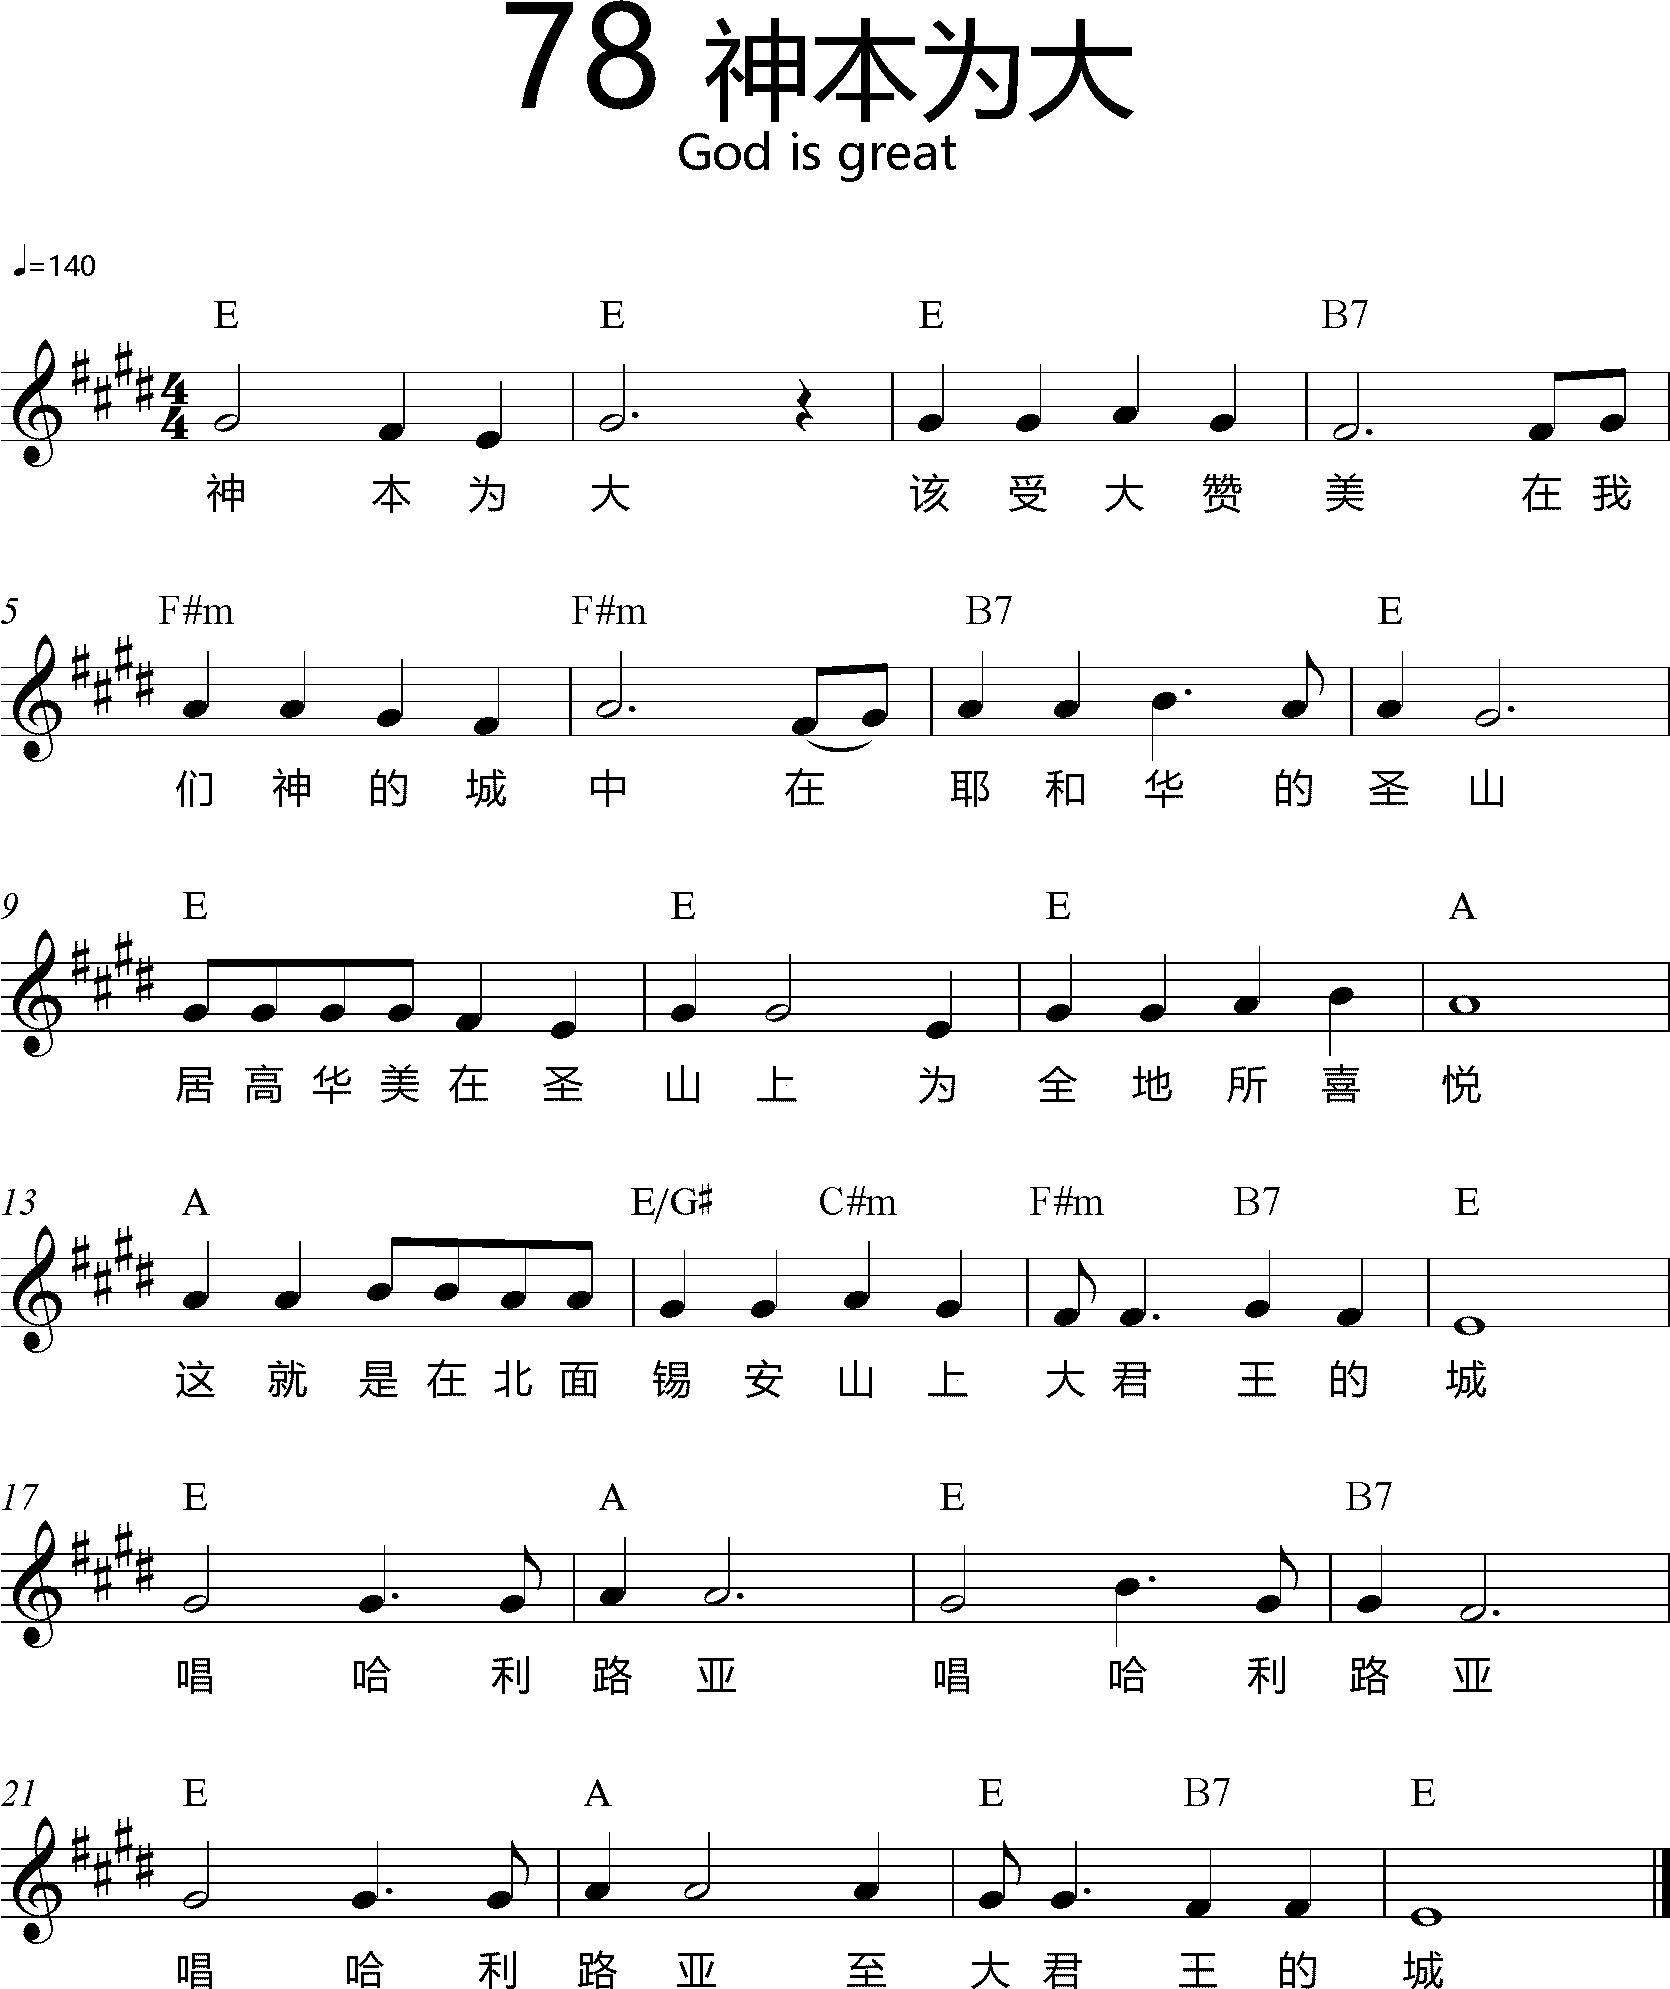 78 神本为大
God is great
♩=140
E E E B7
神 本 为 大 该 受 大 赞 美 在 我
5 F#m F#m B7 E
们 神 的 城 中 在 耶 和 华 的 圣 山
9 E E E A
居 高 华 美 在 圣 山 上 为 全 地 所 喜 悦
13 A E/G♯ C#m F#m B7 E
这 就 是 在 北 面 锡 安 山 上 大 君 王 的 城
17 E A E B7
唱 哈 利 路 亚 唱 哈 利 路 亚
21 E A E B7 E
唱 哈 利 路 亚 至 大 君 王 的 城